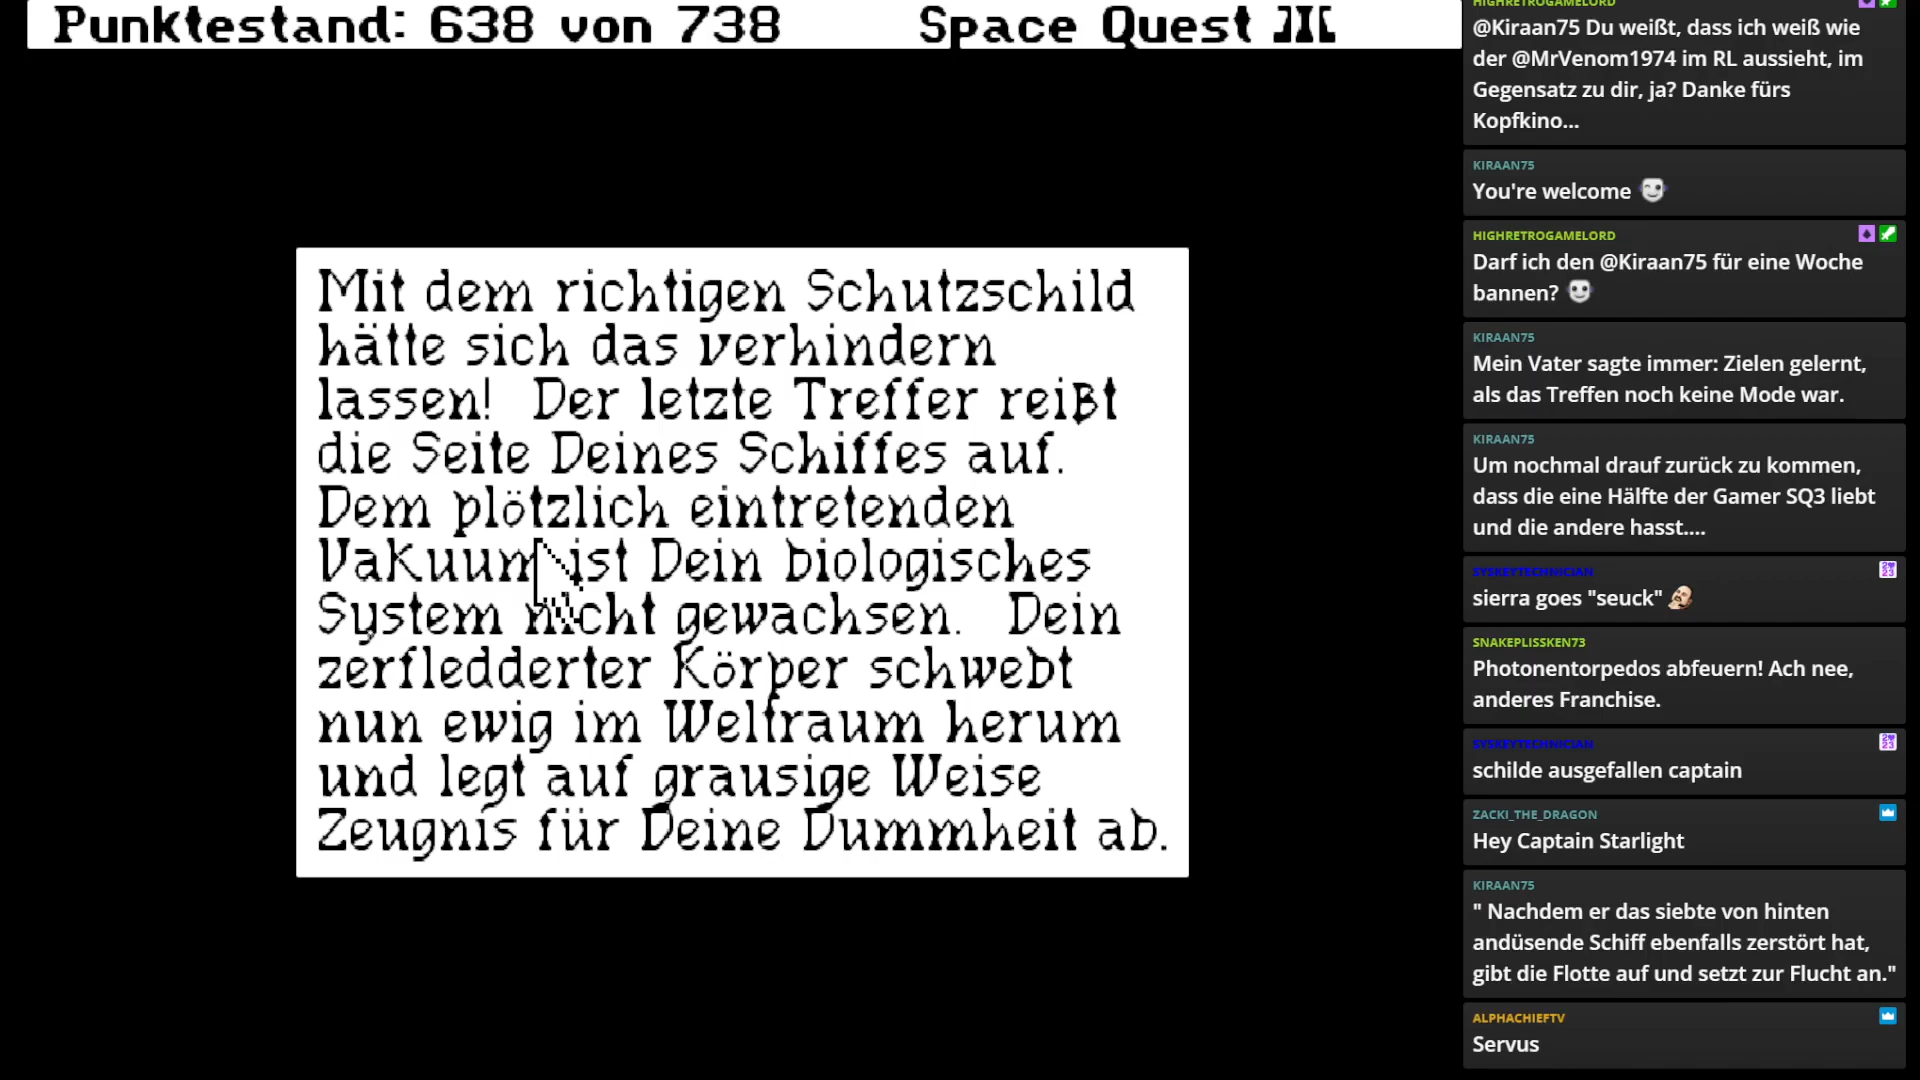 Punktestand: 638 von 738 Space Quest III
Mit dem richtigen Schutzschild
hätte sich das verhindern
lassen! Der letzte Treffer reißt
die Seite Deines Schiffes auf.
Dem plötzlich eintretenden
Vakuum ist Dein biologisches
System nicht gewachsen. Dein
zerfledderter Körper schwebt
nun ewig im Weltraum herum
und legt auf grausige Weise
Zeugnis für Deine Dummheit ab.
HIGHRETROGAMELORD
@Kiraan75 Du weißt, dass ich weiß wie
der @MrVenom1974 im RL aussieht, im
Gegensatz zu dir, ja? Danke fürs
Kopfkino...
KIRAAN75
You're welcome
HIGHRETROGAMELORD
Darf ich den @Kiraan75 für eine Woche
bannen?
KIRAAN75
Mein Vater sagte immer: Zielen gelernt,
als das Treffen noch keine Mode war.
KIRAAN75
Um nochmal drauf zurück zu kommen,
dass die eine Hälfte der Gamer SQ3 liebt
und die andere hasst....
SYSKEYTECHNICIAN
sierra goes "seuck"
SNAKEPLISSKEN73
Photonentorpedos abfeuern! Ach nee,
anderes Franchise.
SYSKEYTECHNICIAN
schilde ausgefallen captain
ZACKI_THE_DRAGON
Hey Captain Starlight
KIRAAN75
" Nachdem er das siebte von hinten
andüsende Schiff ebenfalls zerstört hat,
gibt die Flotte auf und setzt zur Flucht an."
ALPHACHIEFTV
Servus